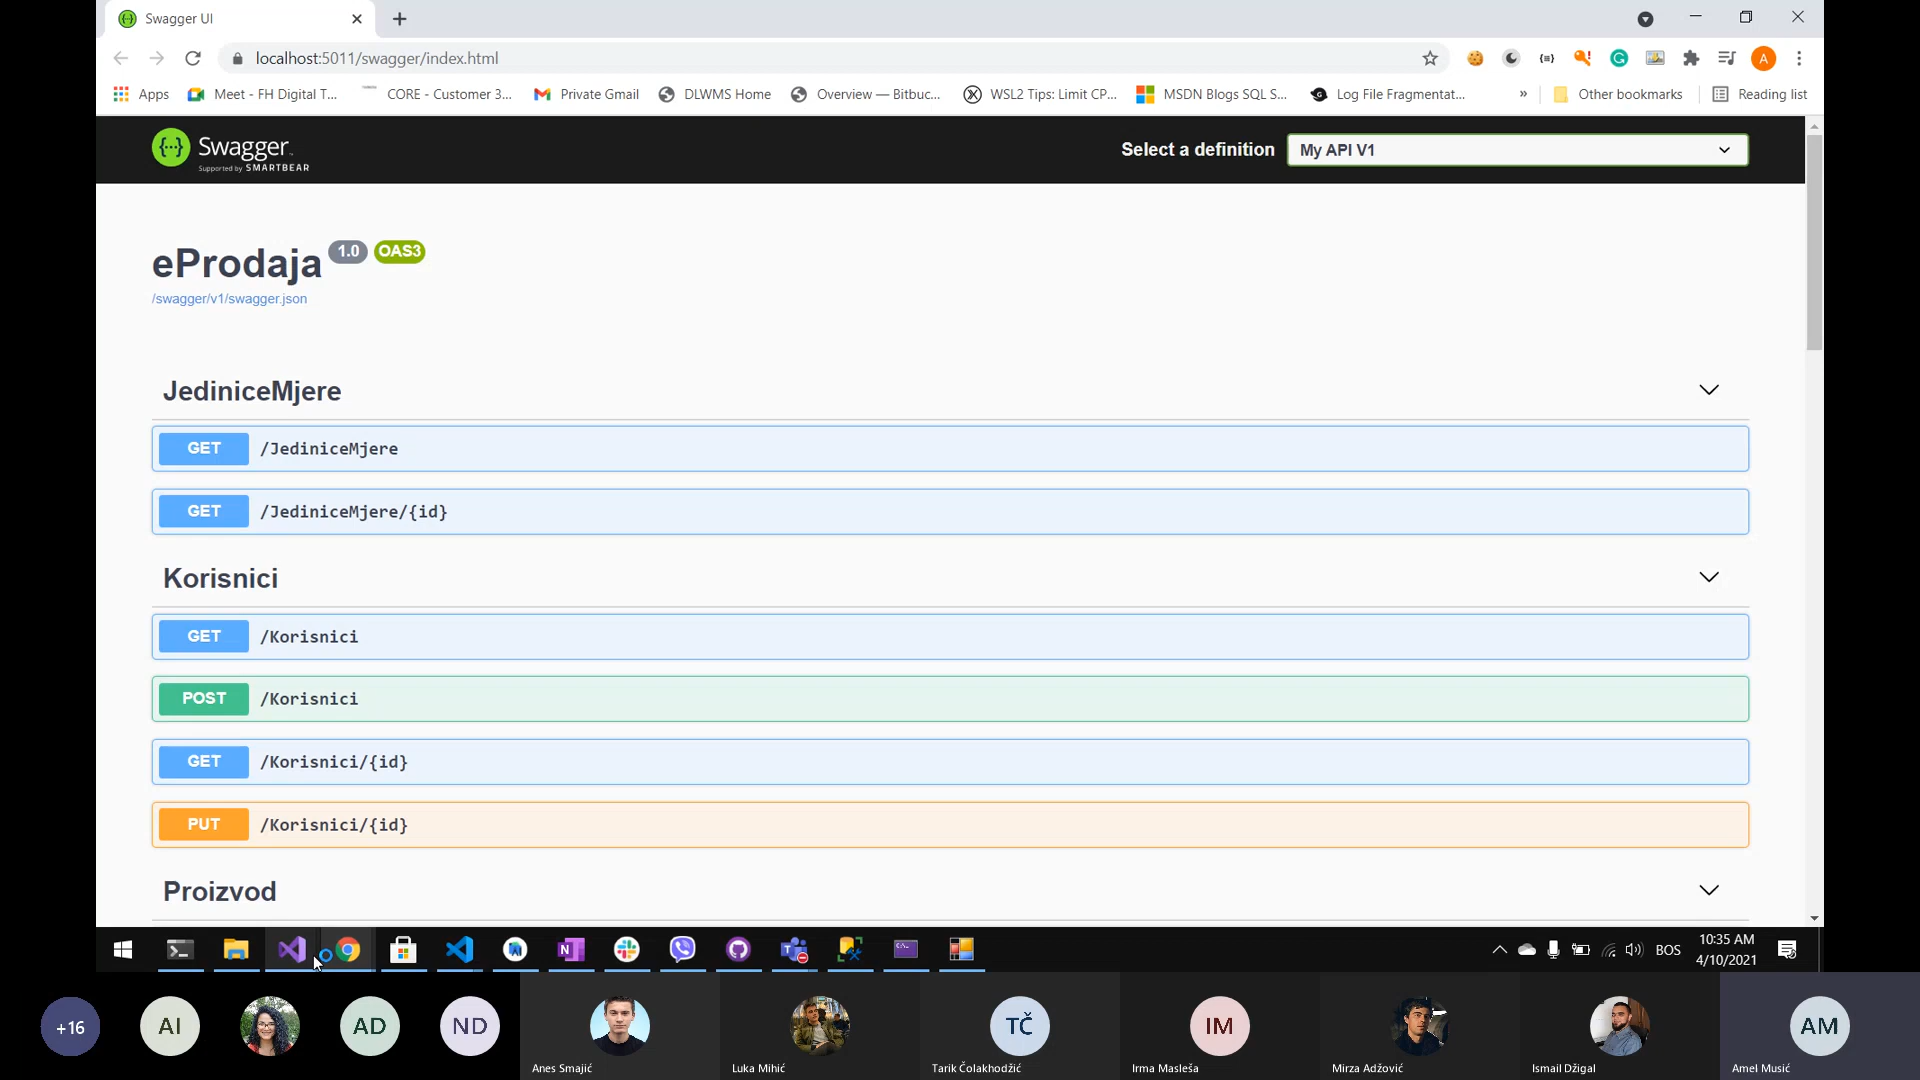 Swagger UI
localhost:5011/swagger/index.html
A
Apps
Meet - FH Digital T...
CORE - Customer 3...
Private Gmail
DLWMS Home
Overview — Bitbuc...
WSL2 Tips: Limit CP...
MSDN Blogs SQL S...
Log File Fragmentat...
»
Other bookmarks
Reading list
Swagger
Supported by SMARTBEAR
Select a definition
My API V1
eProdaja 1.0 OAS3
/swagger/v1/swagger.json
JediniceMjere
GET /JediniceMjere
GET /JediniceMjere/{id}
Korisnici
GET /Korisnici
POST /Korisnici
GET /Korisnici/{id}
PUT /Korisnici/{id}
Proizvod
BOS
10:35 AM
4/10/2021
+16
AI
AD
ND
TČ
IM
AM
Anes Smajić
Luka Mihić
Tarik Čolakhodžić
Irma Masleša
Mirza Adžović
Ismail Džigal
Amel Musić